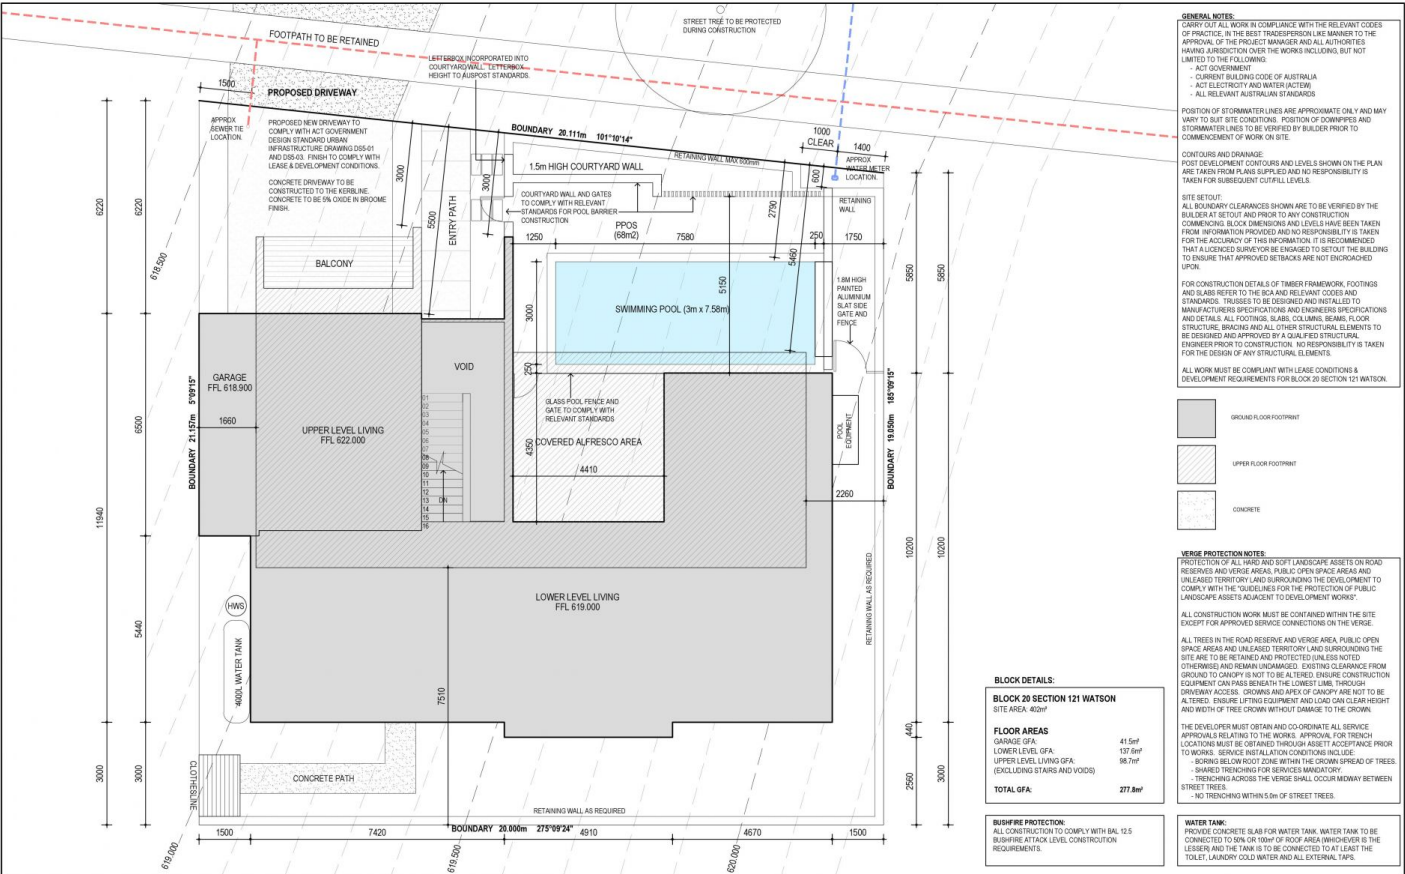 FOOTPATH TO BE RETAINED
STREET TREE TO BE PROTECTED
DURING CONSTRUCTION
LETTERBOX INCORPORATED INTO
COURTYARD WALL. LETTERBOX
HEIGHT TO AUSPOST STANDARDS.
1500
PROPOSED DRIVEWAY
APPROX
SEWER TIE
LOCATION.
PROPOSED NEW DRIVEWAY TO
COMPLY WITH ACT GOVERNMENT
DESIGN STANDARD URBAN
INFRASTRUCTURE DRAWING DS5-01
AND DS5-03. FINISH TO COMPLY WITH
LEASE & DEVELOPMENT CONDITIONS.
CONCRETE DRIVEWAY TO BE
CONSTRUCTED TO THE KERBLINE.
CONCRETE TO BE 5% OXIDE IN BROOME
FINISH.
BOUNDARY 20.111m 101°10'14"
1000
CLEAR
1400
APPROX
WATER METER
LOCATION.
RETAINING WALL MAX 600mm
600
1.5m HIGH COURTYARD WALL
3000
5500
3000
ENTRY PATH
COURTYARD WALL AND GATES
TO COMPLY WITH RELEVANT
STANDARDS FOR POOL BARRIER
CONSTRUCTION
RETAINING
WALL
PPOS
(68m2)
2790
1250
7580
250
1750
5460
5150
6220
6220
618.500
BALCONY
5850
5850
SWIMMING POOL (3m x 7.58m)
3000
250
1.8M HIGH
PAINTED
ALUMINIUM
SLAT SIDE
GATE AND
FENCE
GARAGE
FFL 618.900
VOID
1660
UPPER LEVEL LIVING
FFL 622.000
01
02
03
04
05
06
07
08
09
10
11
12
13
14
15
16
DN
GLASS POOL FENCE AND
GATE TO COMPLY WITH
RELEVANT STANDARDS
COVERED ALFRESCO AREA
4350
4410
POOL
EQUIPMENT
BOUNDARY 21.157m 5°09'15"
BOUNDARY 19.050m 185°09'15"
6500
11940
2260
10200
10200
LOWER LEVEL LIVING
FFL 619.000
HWS
4000L WATER TANK
5440
7510
RETAINING WALL AS REQUIRED
440
3000
3000
2560
3000
CLOTHESLINE
CONCRETE PATH
RETAINING WALL AS REQUIRED
BOUNDARY 20.000m 275°09'24"
1500
7420
4910
4670
1500
619.000
619.500
620.000
BLOCK DETAILS:
BLOCK 20 SECTION 121 WATSON
SITE AREA: 402m²
FLOOR AREAS
GARAGE GFA: 41.5m²
LOWER LEVEL GFA: 137.6m²
UPPER LEVEL LIVING GFA: 98.7m²
(EXCLUDING STAIRS AND VOIDS)
TOTAL GFA: 277.8m²
BUSHFIRE PROTECTION:
ALL CONSTRUCTION TO COMPLY WITH BAL 12.5
BUSHFIRE ATTACK LEVEL CONSTRCUTION
REQUIREMENTS.
GENERAL NOTES:
CARRY OUT ALL WORK IN COMPLIANCE WITH THE RELEVANT CODES
OF PRACTICE, IN THE BEST TRADESPERSON LIKE MANNER TO THE
APPROVAL OF THE PROJECT MANAGER AND ALL AUTHORITIES
HAVING JURISDICTION OVER THE WORKS INCLUDING, BUT NOT
LIMITED TO THE FOLLOWING:
- ACT GOVERNMENT
- CURRENT BUILDING CODE OF AUSTRALIA
- ACT ELECTRICITY AND WATER (ACTEW)
- ALL RELEVANT AUSTRALIAN STANDARDS
POSITION OF STORMWATER LINES ARE APPROXIMATE ONLY AND MAY
VARY TO SUIT SITE CONDITIONS. POSITION OF DOWNPIPES AND
STORMWATER LINES TO BE VERIFIED BY BUILDER PRIOR TO
COMMENCEMENT OF WORK ON SITE.
CONTOURS AND DRAINAGE:
POST DEVELOPMENT CONTOURS AND LEVELS SHOWN ON THE PLAN
ARE TAKEN FROM PLANS SUPPLIED AND NO RESPONSIBILITY IS
TAKEN FOR SUBSEQUENT CUT/FILL LEVELS.
SITE SETOUT:
ALL BOUNDARY CLEARANCES SHOWN ARE TO BE VERIFIED BY THE
BUILDER AT SETOUT AND PRIOR TO ANY CONSTRUCTION
COMMENCING. BLOCK DIMENSIONS AND LEVELS HAVE BEEN TAKEN
FROM INFORMATION PROVIDED AND NO RESPONSIBILITY IS TAKEN
FOR THE ACCURACY OF THIS INFORMATION. IT IS RECOMMENDED
THAT A LICENCED SURVEYOR BE ENGAGED TO SETOUT THE BUILDING
TO ENSURE THAT APPROVED SETBACKS ARE NOT ENCROACHED
UPON.
FOR CONSTRUCTION DETAILS OF TIMBER FRAMEWORK, FOOTINGS
AND SLABS REFER TO THE BCA AND RELEVANT CODES AND
STANDARDS. TRUSSES TO BE DESIGNED AND INSTALLED TO
MANUFACTURERS SPECIFICATIONS AND ENGINEERS SPECIFICATIONS
AND DETAILS. ALL FOOTINGS, SLABS, COLUMNS, BEAMS, FLOOR
STRUCTURE, BRACING AND ALL OTHER STRUCTURAL ELEMENTS TO
BE DESIGNED AND APPROVED BY A QUALIFIED STRUCTURAL
ENGINEER PRIOR TO CONSTRUCTION. NO RESPONSIBILITY IS TAKEN
FOR THE DESIGN OF ANY STRUCTURAL ELEMENTS.
ALL WORK MUST BE COMPLIANT WITH LEASE CONDITIONS &
DEVELOPMENT REQUIREMENTS FOR BLOCK 20 SECTION 121 WATSON.
GROUND FLOOR FOOTPRINT
UPPER FLOOR FOOTPRINT
CONCRETE
VERGE PROTECTION NOTES:
PROTECTION OF ALL HARD AND SOFT LANDSCAPE ASSETS ON ROAD
RESERVES AND VERGE AREAS, PUBLIC OPEN SPACE AREAS AND
UNLEASED TERRITORY LAND SURROUNDING THE DEVELOPMENT TO
COMPLY WITH THE "GUIDELINES FOR THE PROTECTION OF PUBLIC
LANDSCAPE ASSETS ADJACENT TO DEVELOPMENT WORKS".
ALL CONSTRUCTION WORK MUST BE CONTAINED WITHIN THE SITE
EXCEPT FOR APPROVED SERVICE CONNECTIONS ON THE VERGE.
ALL TREES IN THE ROAD RESERVE AND VERGE AREA, PUBLIC OPEN
SPACE AREAS AND UNLEASED TERRITORY LAND SURROUNDING THE
SITE ARE TO BE RETAINED AND PROTECTED (UNLESS NOTED
OTHERWISE) AND REMAIN UNDAMAGED. EXISTING CLEARANCE FROM
GROUND TO CANOPY IS NOT TO BE ALTERED. ENSURE CONSTRUCTION
EQUIPMENT CAN PASS BENEATH THE LOWEST LIMB, THROUGH
DRIVEWAY ACCESS. CROWNS AND APEX OF CANOPY ARE NOT TO BE
ALTERED. ENSURE LIFTING EQUIPMENT AND LOAD CAN CLEAR HEIGHT
AND WIDTH OF TREE CROWN WITHOUT DAMAGE TO THE CROWN.
THE DEVELOPER MUST OBTAIN AND CO-ORDINATE ALL SERVICE
APPROVALS RELATING TO THE WORKS. APPROVAL FOR TRENCH
LOCATIONS MUST BE OBTAINED THROUGH ASSETT ACCEPTANCE PRIOR
TO WORKS. SERVICE INSTALLATION CONDITIONS INCLUDE:
- BORING BELOW ROOT ZONE WITHIN THE CROWN SPREAD OF TREES.
- SHARED TRENCHING FOR SERVICES MANDATORY.
- TRENCHING ACROSS THE VERGE SHALL OCCUR MIDWAY BETWEEN
STREET TREES.
- NO TRENCHING WITHIN 5.0m OF STREET TREES.
WATER TANK:
PROVIDE CONCRETE SLAB FOR WATER TANK. WATER TANK TO BE
CONNECTED TO 50% OR 100m² OF ROOF AREA (WHICHEVER IS THE
LESSER) AND THE TANK IS TO BE CONNECTED TO AT LEAST THE
TOILET, LAUNDRY COLD WATER AND ALL EXTERNAL TAPS.